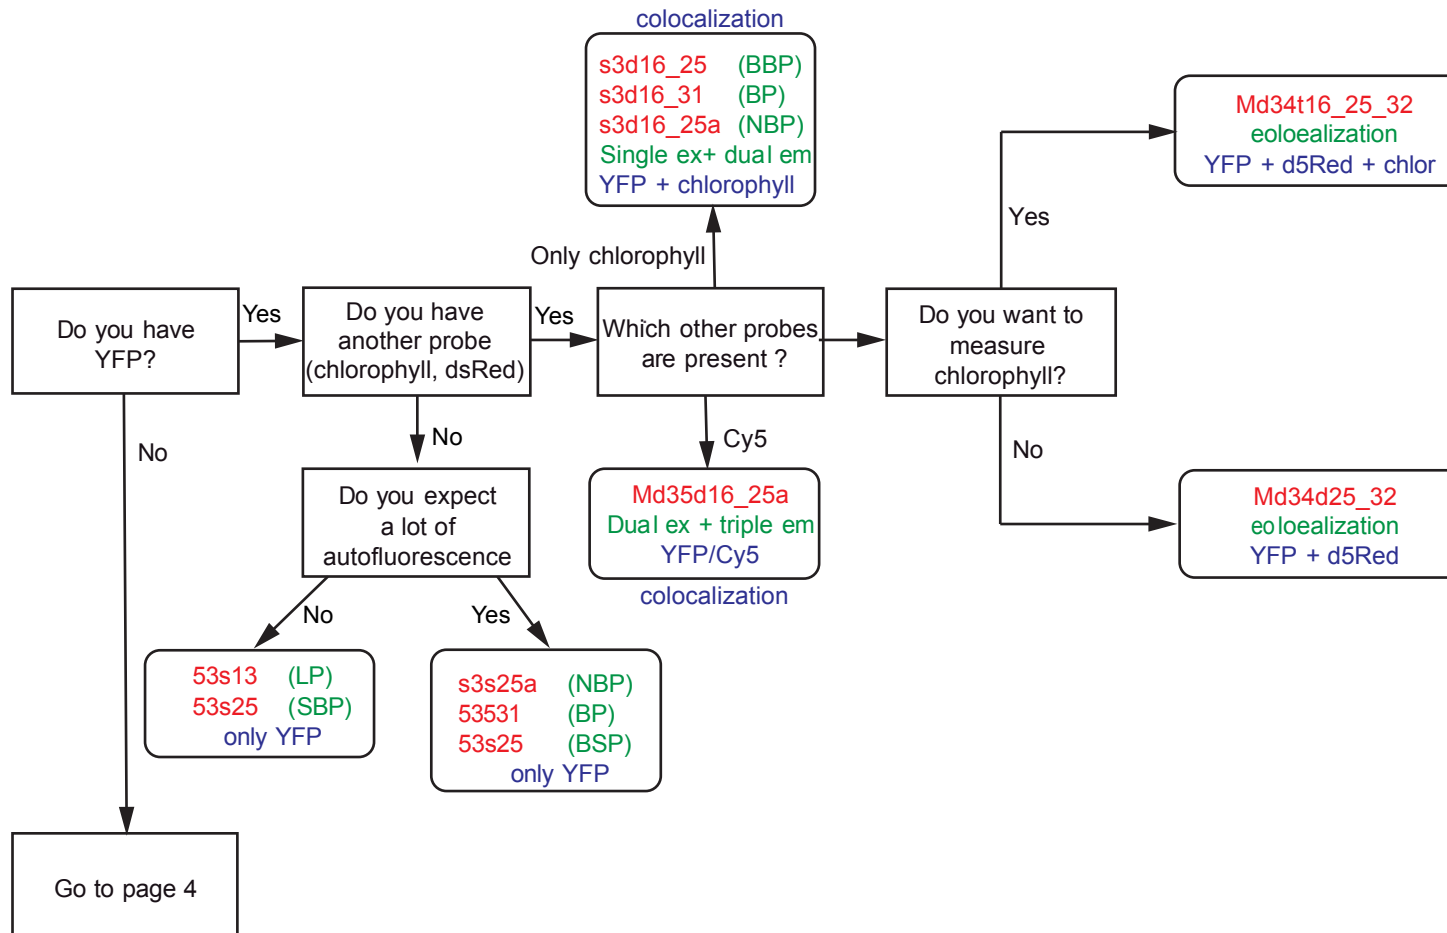 colocalization
s3d16_25 (BBP)
s3d16_31 (BP)
s3d16_25a (NBP)
Single ex+ dual em
YFP + chlorophyll
Md34t16_25_32
eoloealization
YFP + d5Red + chlor
Yes
Only chlorophyll
Do you have
YFP?
Yes
Do you have
another probe
(chlorophyll, dsRed)
Yes
Which other probes
are present ?
Do you want to
measure
chlorophyll?
No
No
Cy5
No
Do you expect
a lot of
autofluorescence
Md35d16_25a
Dual ex + triple em
YFP/Cy5
colocalization
Md34d25_32
eoloealization
YFP + d5Red
No
Yes
53s13 (LP)
53s25 (SBP)
only YFP
s3s25a (NBP)
53531 (BP)
53s25 (BSP)
only YFP
Go to page 4